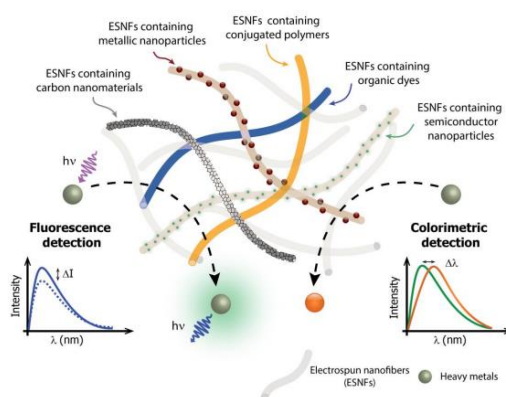 ESNFs containing
metallic nanoparticles
ESNFs containing
conjugated polymers
ESNFs containing
organic dyes
ESNFs containing
carbon nanomaterials
ESNFs containing
semiconductor
nanoparticles
hν
Fluorescence
detection
Colorimetric
detection
ΔI
Intensity
λ (nm)
hν
Δλ
Intensity
λ (nm)
Electrospun nanofibers
(ESNFs)
Heavy metals